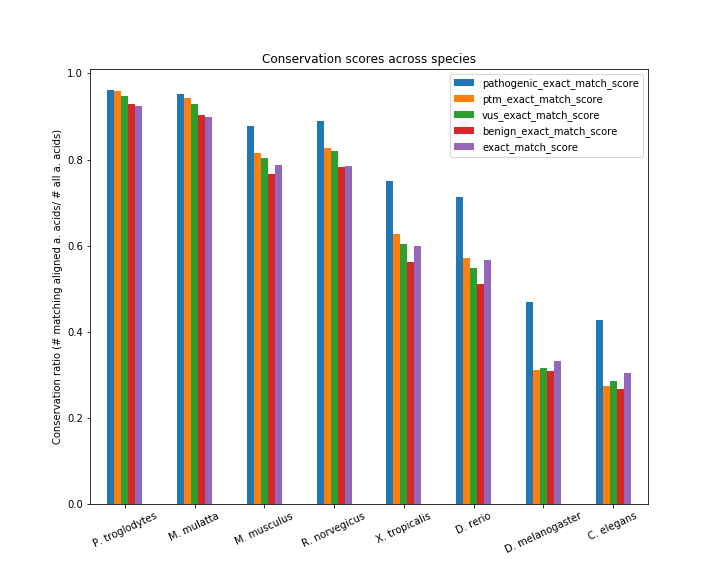 Conservation scores across species
pathogenic_exact_match_score
ptm_exact_match_score
vus_exact_match_score
benign_exact_match_score
exact_match_score
Conservation ratio (# matching aligned a. acids/ # all a. acids)
1.0
0.8
0.6
0.4
0.2
0.0
P. troglodytes
M. mulatta
M. musculus
R. norvegicus
X. tropicalis
D. rerio
D. melanogaster
C. elegans